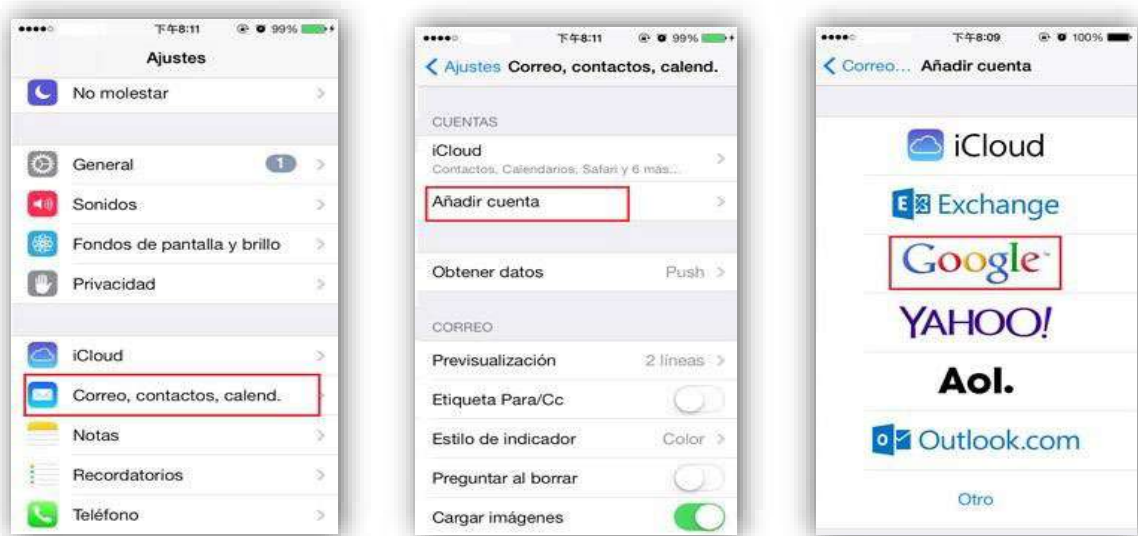 下午8:11
99%
Ajustes
No molestar
General
1
Sonidos
Fondos de pantalla y brillo
Privacidad
iCloud
Correo, contactos, calend.
Notas
Recordatorios
Teléfono
下午8:11
99%
Ajustes Correo, contactos, calend.
CUENTAS
iCloud
Contactos, Calendarios, Safari y 6 más...
Añadir cuenta
Obtener datos Push
CORREO
Previsualización 2 líneas
Etiqueta Para/Cc
Estilo de indicador Color
Preguntar al borrar
Cargar imágenes
下午8:09
100%
Correo... Añadir cuenta
iCloud
Exchange
Google™
YAHOO!
Aol.
Outlook.com
Otro